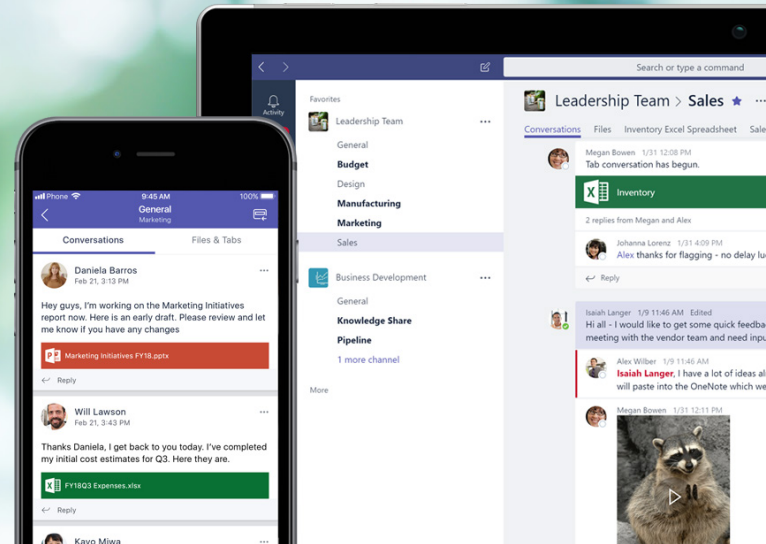 Phone
9:45 AM
100%
General
Marketing
Conversations
Files & Tabs
Daniela Barros
Feb 21, 3:13 PM
Hey guys, I'm working on the Marketing Initiatives
report now. Here is an early draft. Please review and let
me know if you have any changes
Marketing Initiatives FY18.pptx
Reply
Will Lawson
Feb 21, 3:43 PM
Thanks Daniela, I get back to you today. I've completed
my initial cost estimates for Q3. Here they are.
FY18Q3 Expenses.xlsx
Reply
Kayo Miwa
Search or type a command
Activity
Favorites
Leadership Team
General
Budget
Design
Manufacturing
Marketing
Sales
Business Development
General
Knowledge Share
Pipeline
1 more channel
More
Leadership Team > Sales
Conversations Files Inventory Excel Spreadsheet Sale
Megan Bowen 1/31 12:08 PM
Tab conversation has begun.
Inventory
2 replies from Megan and Alex
Johanna Lorenz 1/31 4:09 PM
Alex thanks for flagging - no delay lu
Reply
Isaiah Langer 1/9 11:46 AM Edited
Hi all - I would like to get some quick feedba
meeting with the vendor team and need inpu
Alex Wilber 1/9 11:46 AM
Isaiah Langer, I have a lot of ideas al
will paste into the OneNote which we
Megan Bowen 1/31 12:11 PM